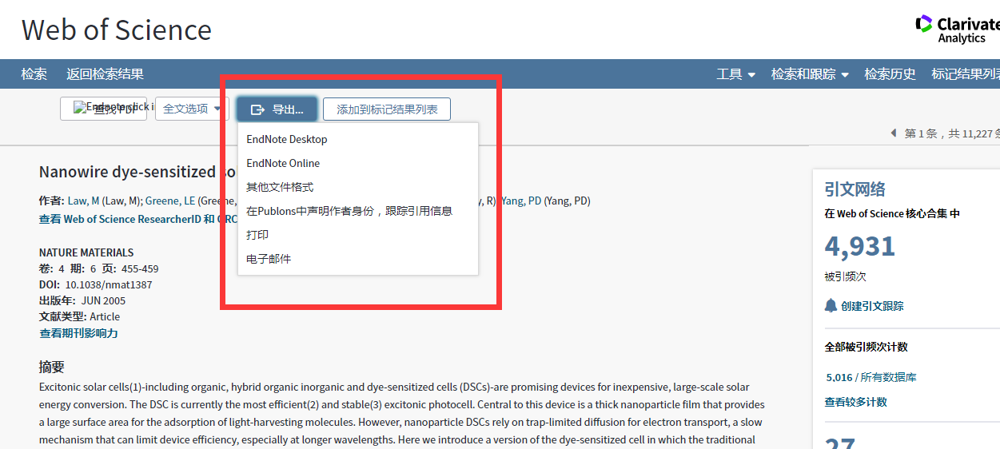 Web of Science
Clarivate
Analytics
检索 返回检索结果 工具 检索和跟踪 检索历史 标记结果列表
查找 PDF 全文选项 导出... 添加到标记结果列表
Endnote click i
第 1 条，共 11,227 条
EndNote Desktop
EndNote Online
其他文件格式
在Publons中声明作者身份，跟踪引用信息
打印
电子邮件
Nanowire dye-sensitized so
作者: Law, M (Law, M); Greene, LE (Greene, y, R) Yang, PD (Yang, PD)
查看 Web of Science ResearcherID 和 ORC
NATURE MATERIALS
卷: 4 期: 6 页: 455-459
DOI: 10.1038/nmat1387
出版年: JUN 2005
文献类型: Article
查看期刊影响力
摘要
Excitonic solar cells(1)-including organic, hybrid organic inorganic and dye-sensitized cells (DSCs)-are promising devices for inexpensive, large-scale solar
energy conversion. The DSC is currently the most efficient(2) and stable(3) excitonic photocell. Central to this device is a thick nanoparticle film that provides
a large surface area for the adsorption of light-harvesting molecules. However, nanoparticle DSCs rely on trap-limited diffusion for electron transport, a slow
mechanism that can limit device efficiency, especially at longer wavelengths. Here we introduce a version of the dye-sensitized cell in which the traditional
引文网络
在 Web of Science 核心合集 中
4,931
被引频次
创建引文跟踪
全部被引频次计数
5,016 / 所有数据库
查看较多计数
27